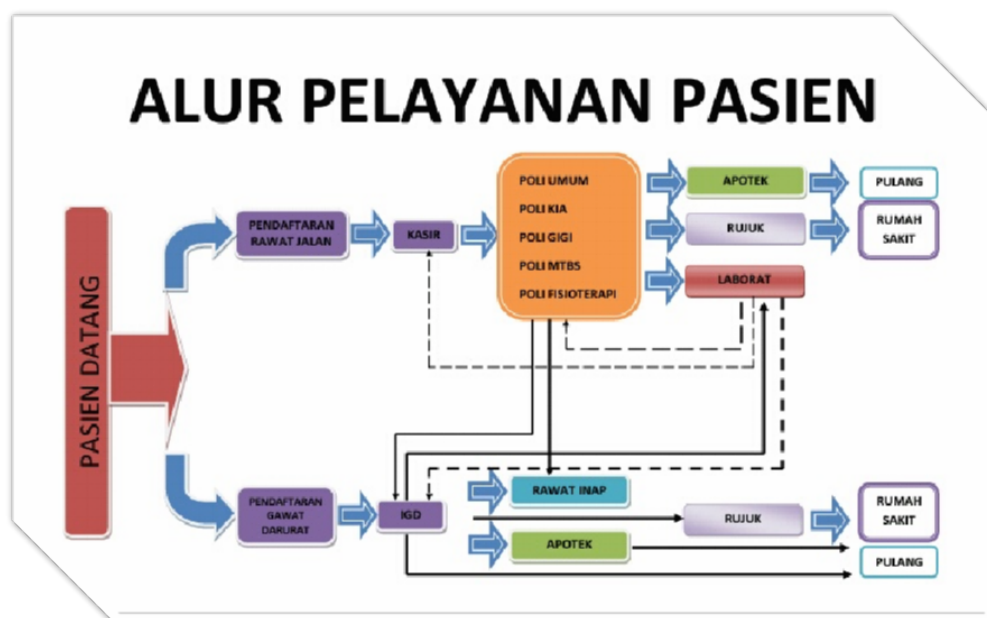 ALUR PELAYANAN PASIEN
PASIEN DATANG
PENDAFTARAN
RAWAT JALAN
KASIR
POLI UMUM
POLI KIA
POLI GIGI
POLI MTBS
POLI FISIOTERAPI
APOTEK
PULANG
RUJUK
RUMAH
SAKIT
LABORAT
PENDAFTARAN
GAWAT
DARURAT
IGD
RAWAT INAP
RUJUK
RUMAH
SAKIT
APOTEK
PULANG